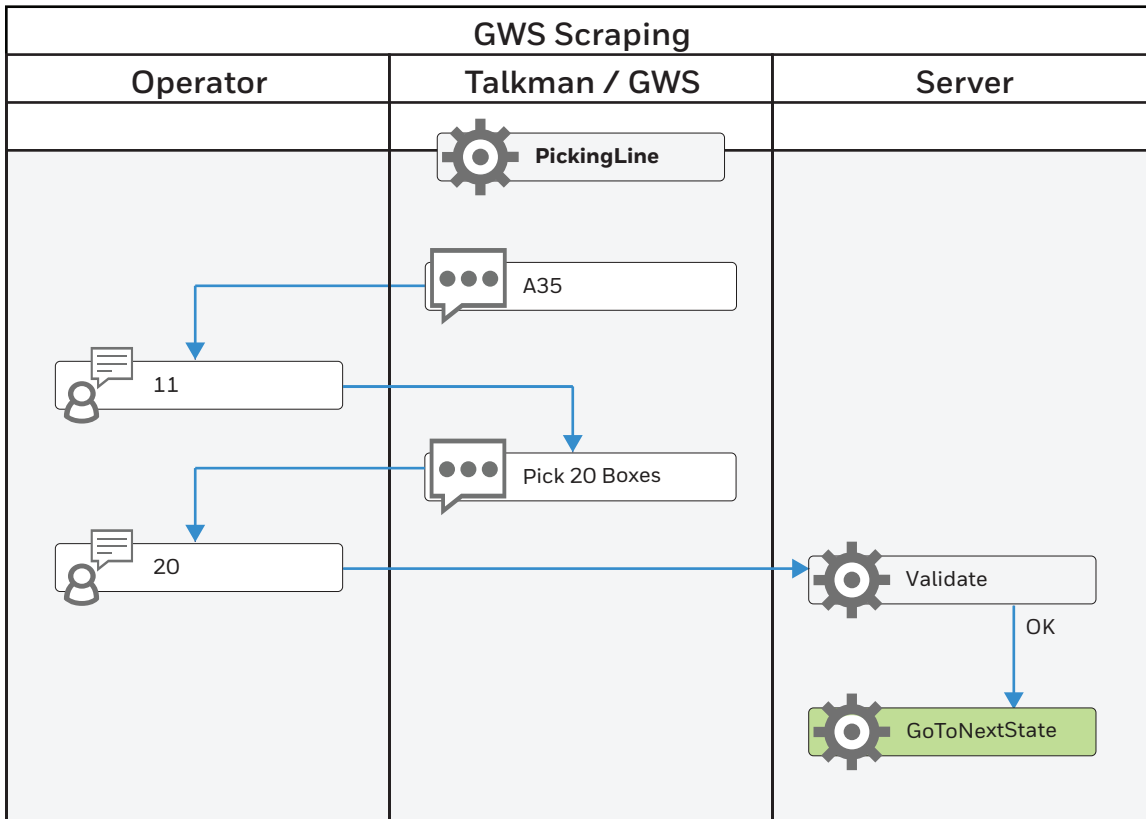 GWS Scraping
Operator
Talkman / GWS
Server
PickingLine
A35
11
Pick 20 Boxes
20
Validate
OK
GoToNextState